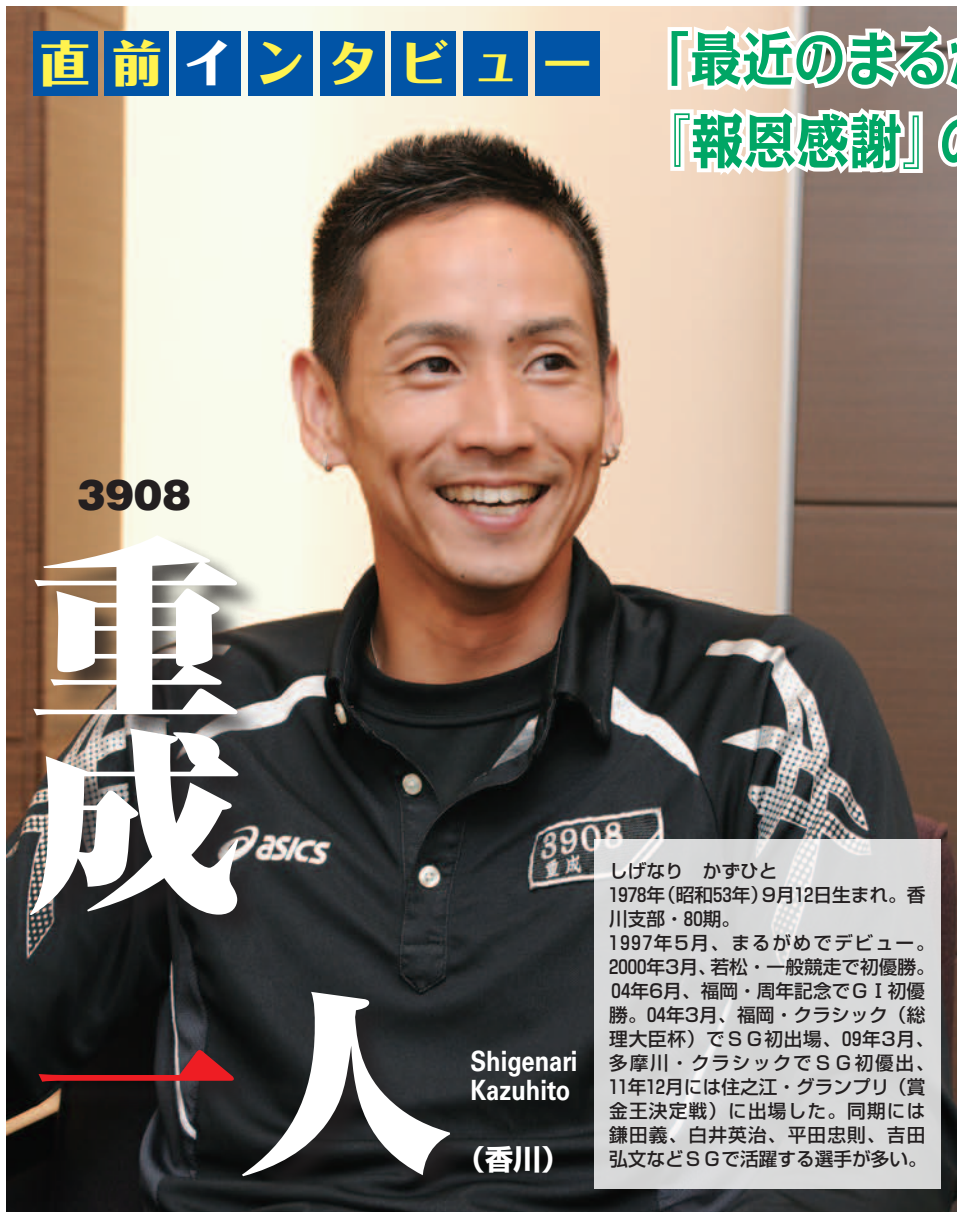 直前インタビュー
「最近のまる
『報恩感謝』の
3908
重成
一人
Shigenari
Kazuhito
(香川)
asics
3908
重成
しげなり　かずひと
1978年(昭和53年)9月12日生まれ。香
川支部・80期。
1997年5月、まるがめでデビュー。
2000年3月、若松・一般競走で初優勝。
04年6月、福岡・周年記念でGⅠ初優
勝。04年3月、福岡・クラシック（総
理大臣杯）でSG初出場、09年3月、
多摩川・クラシックでSG初優出、
11年12月には住之江・グランプリ（賞
金王決定戦）に出場した。同期には
鎌田義、白井英治、平田忠則、吉田
弘文などSGで活躍する選手が多い。